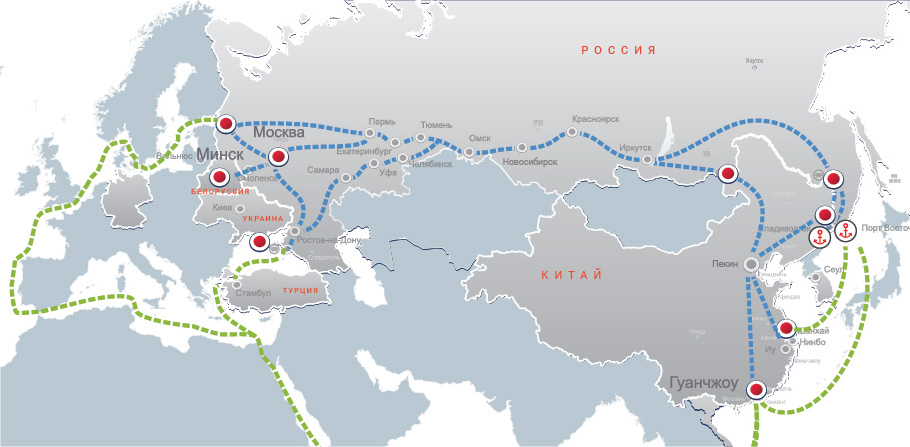 РОССИЯ
Якутск
Пермь
Красноярск
Тюмень
Москва
Омск
Екатеринбург
Иркутск
Вильнюс
Минск
Новосибирск
Челябинск
Самара
Уфа
Смоленск
БЕЛОРУССИЯ
Киев
УКРАИНА
Владивосток
Порт Восточ
Ростов-на-Дону
Пекин
Сеул
КИТАЙ
Стамбул
ТУРЦИЯ
Шанхай
Нинбо
Иу
Гуанчжоу